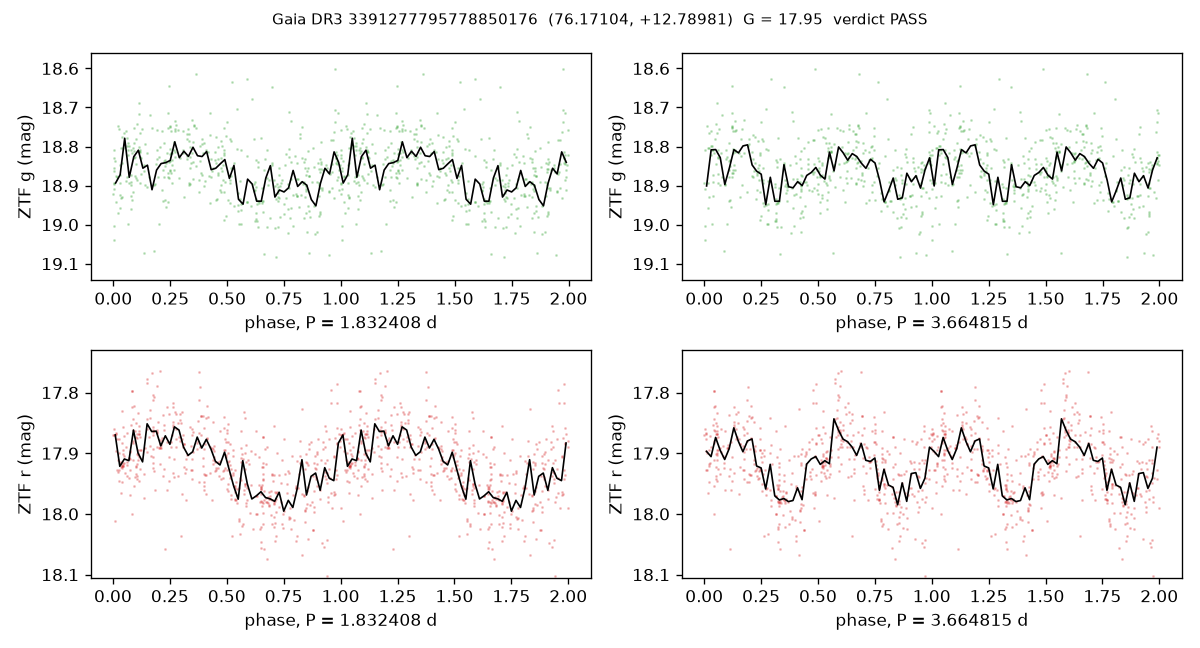 Gaia DR3 3391277795778850176  (76.17104, +12.78981)  G = 17.95  verdict PASS
ZTF g (mag)
18.6
18.7
18.8
18.9
19.0
19.1
0.00 0.25 0.50 0.75 1.00 1.25 1.50 1.75 2.00
phase, P = 1.832408 d
ZTF g (mag)
18.6
18.7
18.8
18.9
19.0
19.1
0.00 0.25 0.50 0.75 1.00 1.25 1.50 1.75 2.00
phase, P = 3.664815 d
ZTF r (mag)
17.8
17.9
18.0
18.1
0.00 0.25 0.50 0.75 1.00 1.25 1.50 1.75 2.00
phase, P = 1.832408 d
ZTF r (mag)
17.8
17.9
18.0
18.1
0.00 0.25 0.50 0.75 1.00 1.25 1.50 1.75 2.00
phase, P = 3.664815 d